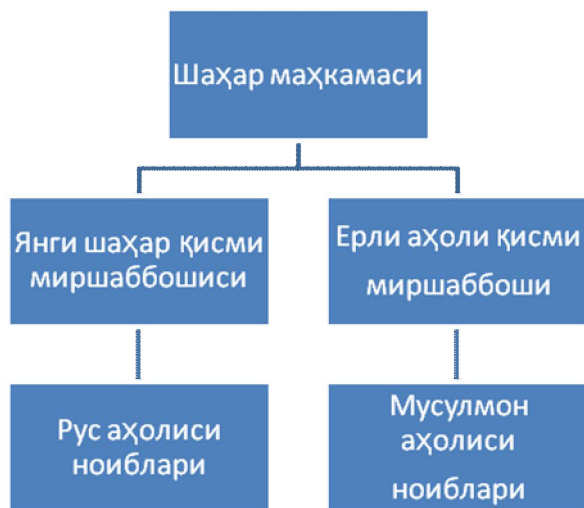 Шаҳар маҳкамаси
Янги шаҳар қисми
миршаббошиси
Ерли аҳоли қисми
миршаббоши
Рус аҳолиси
ноиблари
Мусулмон
аҳолиси
ноиблари